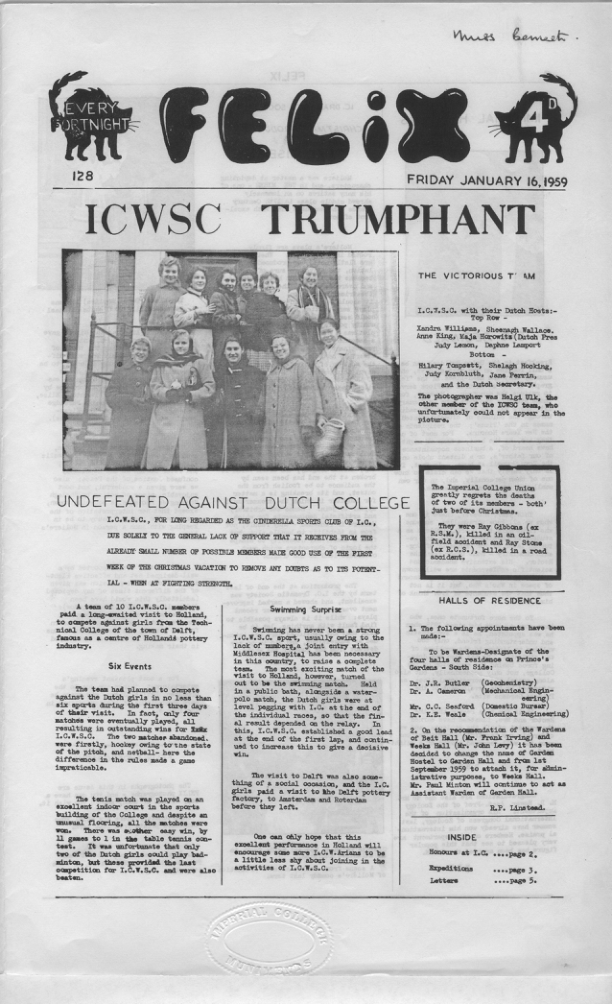 Miss
EVERY
FORTNIGHT
FELiX
4D
128
FRIDAY JANUARY 16, 1959
ICWSC TRIUMPHANT
THE VICTORIOUS T AM
I.C.W.S.C. with their Dutch Hosts:-
Top Row -
Xandra Williams, Sheenagh Wallace,
Anne King, Maja Horowitz (Dutch Pres
Judy Lemon, Daphne Lamport
Bottom -
Hilary Tompsett, Shelagh Hocking,
Judy Kornbluth, Jane Perrin,
and the Dutch Secretary.
The photographer was Helgi Ulk, the
other member of the ICWSC team, who
unfortunately could not appear in the
picture.
The Imperial College Union
greatly regrets the deaths
of two of its members - both
just before Christmas.
They were Ray Gibbons (ex
R.S.M.), killed in an oil-
field accident and Ray Stone
(ex R.C.S.), killed in a road
accident.
UNDEFEATED AGAINST DUTCH COLLEGE
I.C.W.S.C., FOR LONG REGARDED AS THE CINDERELLA SPORTS CLUB OF I.C.,
DUE SOLELY TO THE GENERAL LACK OF SUPPORT THAT IT RECEIVES FROM THE
ALREADY SMALL NUMBER OF POSSIBLE MEMBERS MADE GOOD USE OF THE FIRST
WEEK OF THE CHRISTMAS VACATION TO REMOVE ANY DOUBTS AS TO ITS POTENT-
IAL - WHEN AT FIGHTING STRENGTH.
A team of 10 I.C.W.S.C. members
paid a long-awaited visit to Holland,
to compete against girls from the Tech-
nical College of the town of Delft,
famous as a centre of Hollands pottery
industry.
Six Events
The team had planned to compete
against the Dutch girls in no less than
six sports during the first three days
of their visit. In fact, only four
matches were eventually played, all
resulting in outstanding wins for
I.C.W.S.C. The two matches abandoned,
were firstly, hockey owing to the state
of the pitch, and netball- here the
difference in the rules made a game
impraticable.
The tennis match was played on an
excellent indoor court in the sports
building of the College and despite an
unusual flooring, all the matches were
won. There was another easy win, by
11 games to 1 in the table tennis con-
test. It was unfortunate that only
two of the Dutch girls could play bad-
minton, but these provided the last
competition for I.C.W.S.C. and were also
beaten.
Swimming Surprise
Swimming has never been a strong
I.C.W.S.C. sport, usually owing to the
lack of members,a joint entry with
Middlesex Hospital has been necessary
in this country, to raise a complete
team. The most exciting match of the
visit to Holland, however, turned
out to be the swimming match. Held
in a public bath, alongside a water-
polo match, the Dutch girls were at
level pegging with I.C. at the end of
the individual races, so that the fin-
al result depended on the relay. In
this, I.C.W.S.C. established a good lead
at the end of the first lap, and contin-
ued to increase this to give a decisive
win.
The visit to Delft was also some-
thing of a social occasion, and the I.C.
girls paid a visit to the Delft pottery
factory, to Amsterdam and Roterdam
before they left.
One can only hope that this
excellent performance in Holland will
encourage some more I.C.W.Arians to be
a little less shy about joining in the
activities of I.C.W.S.C.
HALLS OF RESIDENCE
1. The following appointments have been
made:-
To be Wardens-Designate of the
four halls of residence on Prince's
Gardens - South Side:
Dr. J.R. Butler (Geochemistry)
Dr. A. Cameron (Mechanical Engin-
eering)
Mr. C.C. Seaford (Domestic Bursar)
Dr. K.E. Weale (Chemical Engineering)
2. On the recommendation of the Wardens
of Beit Hall (Mr. Frank Irving) and
Weeks Hall (Mr. John Levy) it has been
decided to change the name of Garden
Hostel to Garden Hall and from 1st
September 1959 to attach it, for admin-
istrative purposes, to Weeks Hall.
Mr. Paul Minton will continue to act as
Assistant Warden of Garden Hall.
R.P. Linstead.
INSIDE
Honours at I.C. ....page 2.
Expeditions ....page 3.
Letters ....page 5.
IMPERIAL COLLEGE